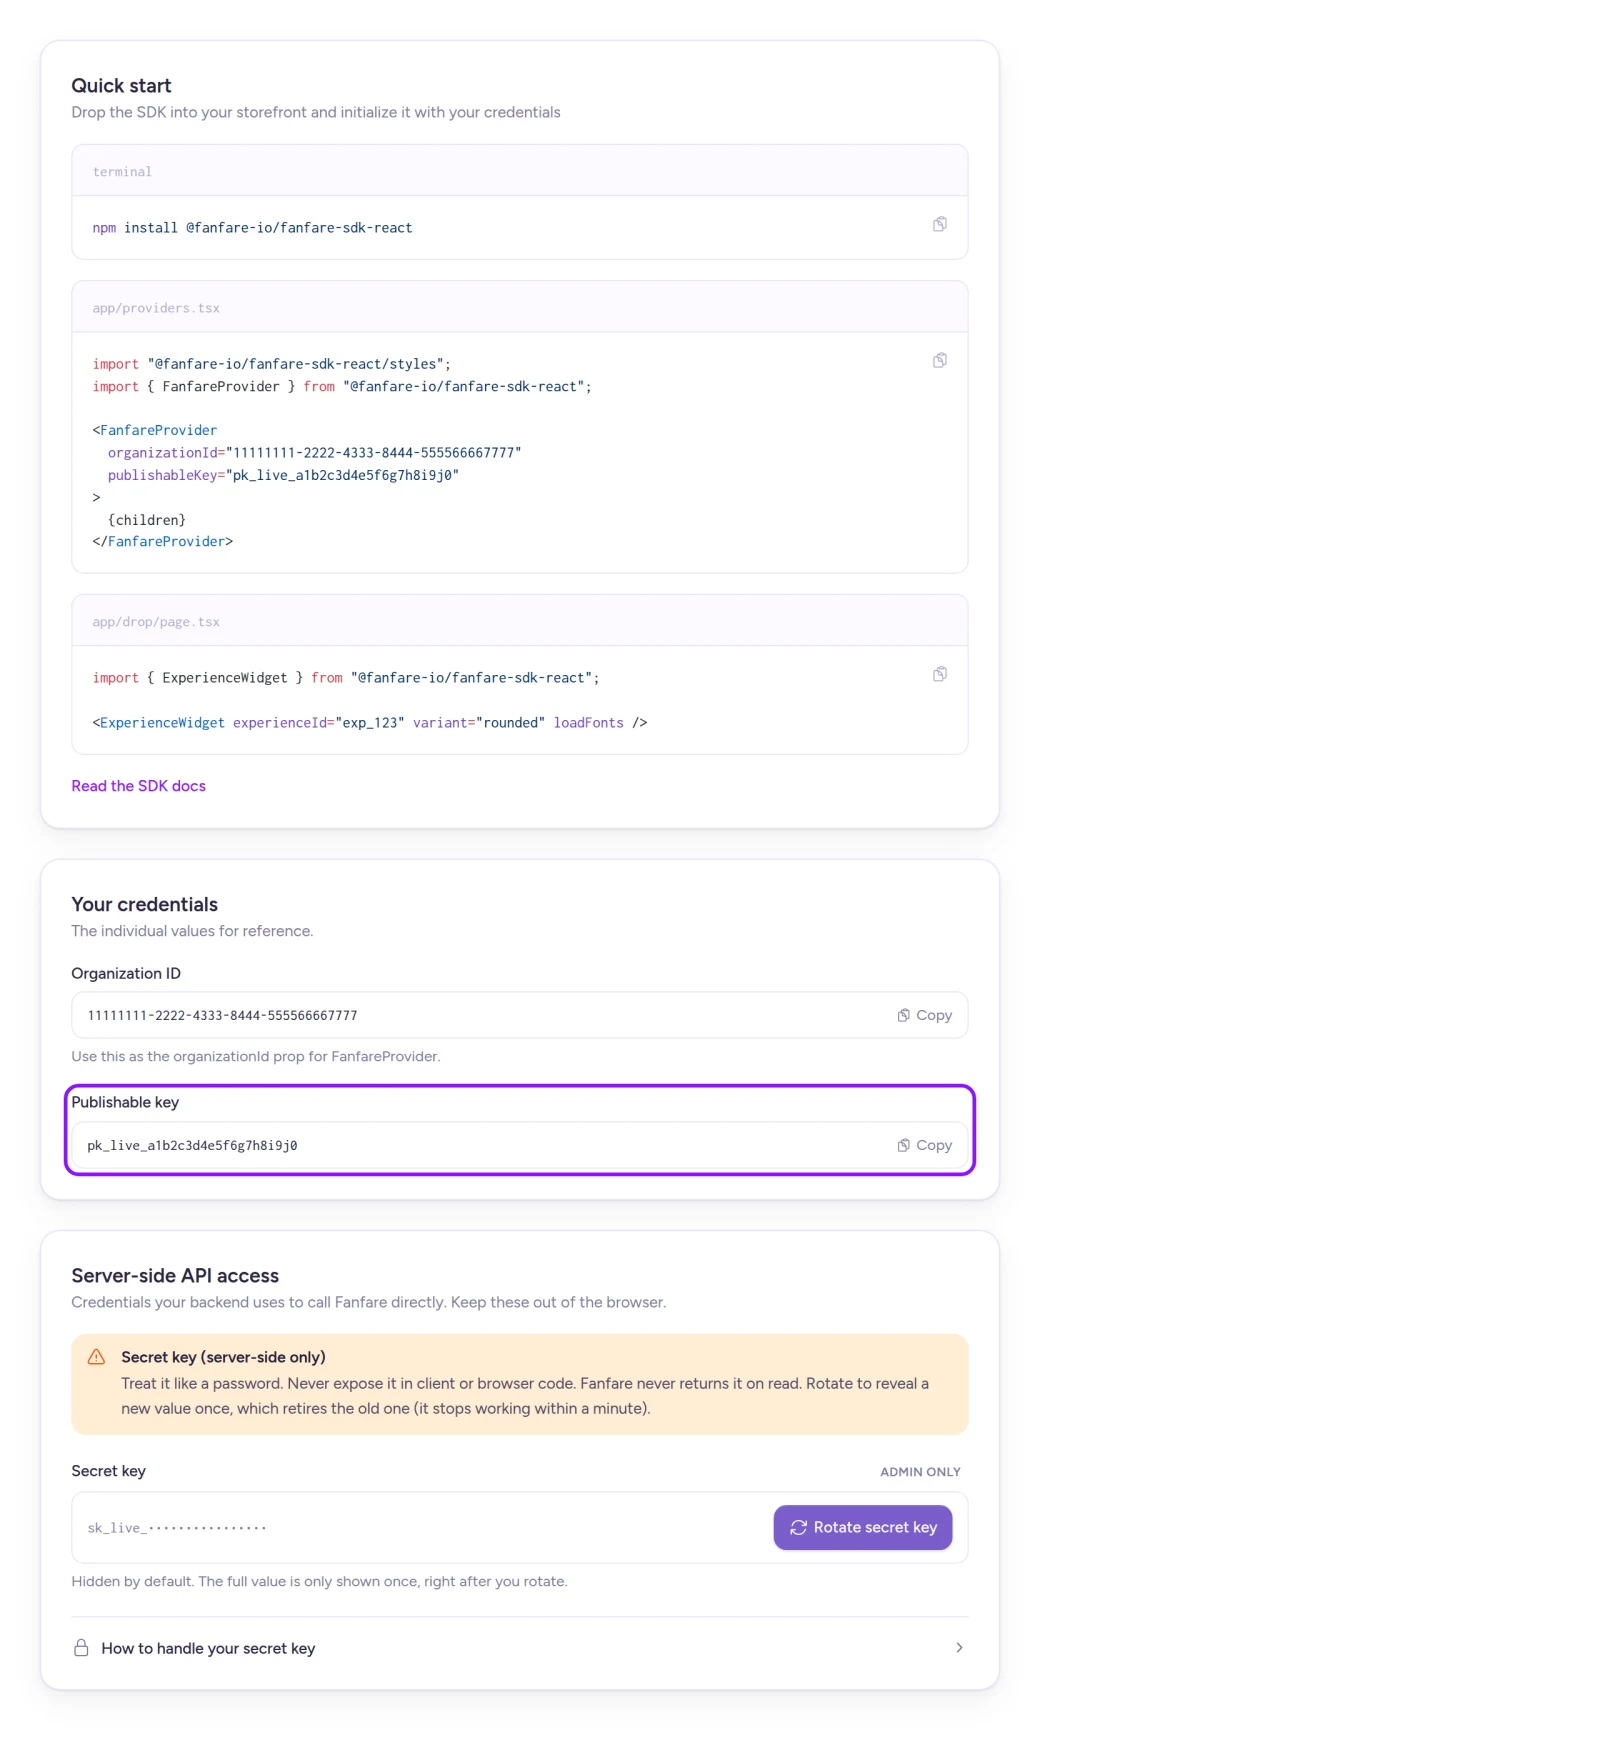 Quick start
Drop the SDK into your storefront and initialize it with your credentials
terminal
npm install @fanfare-io/fanfare-sdk-react
app/providers.tsx
import "@fanfare-io/fanfare-sdk-react/styles";
import { FanfareProvider } from "@fanfare-io/fanfare-sdk-react";
<FanfareProvider
  organizationId="11111111-2222-4333-8444-555566667777"
  publishableKey="pk_live_a1b2c3d4e5f6g7h8i9j0"
>
  {children}
</FanfareProvider>
app/drop/page.tsx
import { ExperienceWidget } from "@fanfare-io/fanfare-sdk-react";
<ExperienceWidget experienceId="exp_123" variant="rounded" loadFonts />
Read the SDK docs
Your credentials
The individual values for reference.
Organization ID
11111111-2222-4333-8444-555566667777 Copy
Use this as the organizationId prop for FanfareProvider.
Publishable key
pk_live_a1b2c3d4e5f6g7h8i9j0 Copy
Server-side API access
Credentials your backend uses to call Fanfare directly. Keep these out of the browser.
Secret key (server-side only)
Treat it like a password. Never expose it in client or browser code. Fanfare never returns it on read. Rotate to reveal a
new value once, which retires the old one (it stops working within a minute).
Secret key ADMIN ONLY
sk_live_•••••••••••••••• Rotate secret key
Hidden by default. The full value is only shown once, right after you rotate.
How to handle your secret key